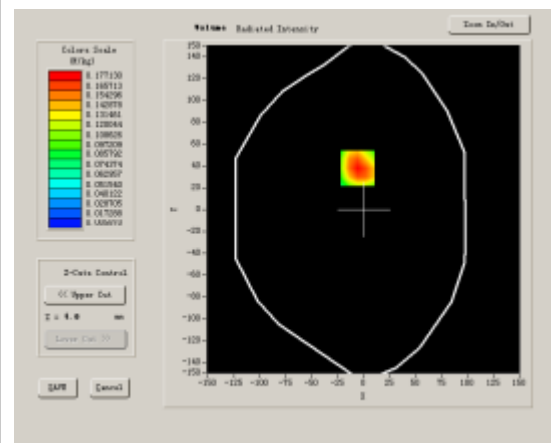 Volume Radiated Intensity
Zoom In/Out
Colors Scale
(W/kg)
0.177130
0.165713
0.154296
0.142878
0.131461
0.120044
0.108626
0.097209
0.085792
0.074374
0.062957
0.051540
0.040122
0.028705
0.017288
Z-Cuts Control
<< Upper Cut
Z = 4.0 mm
Lower Cut >>
SAVE
Cancel
150
140
120
100
80
60
40
20
0
-20
-40
-60
-80
-100
-120
-140
-150
Y
-150 -125 -100 -75 -50 -25 0 25 50 75 100 125 150
X